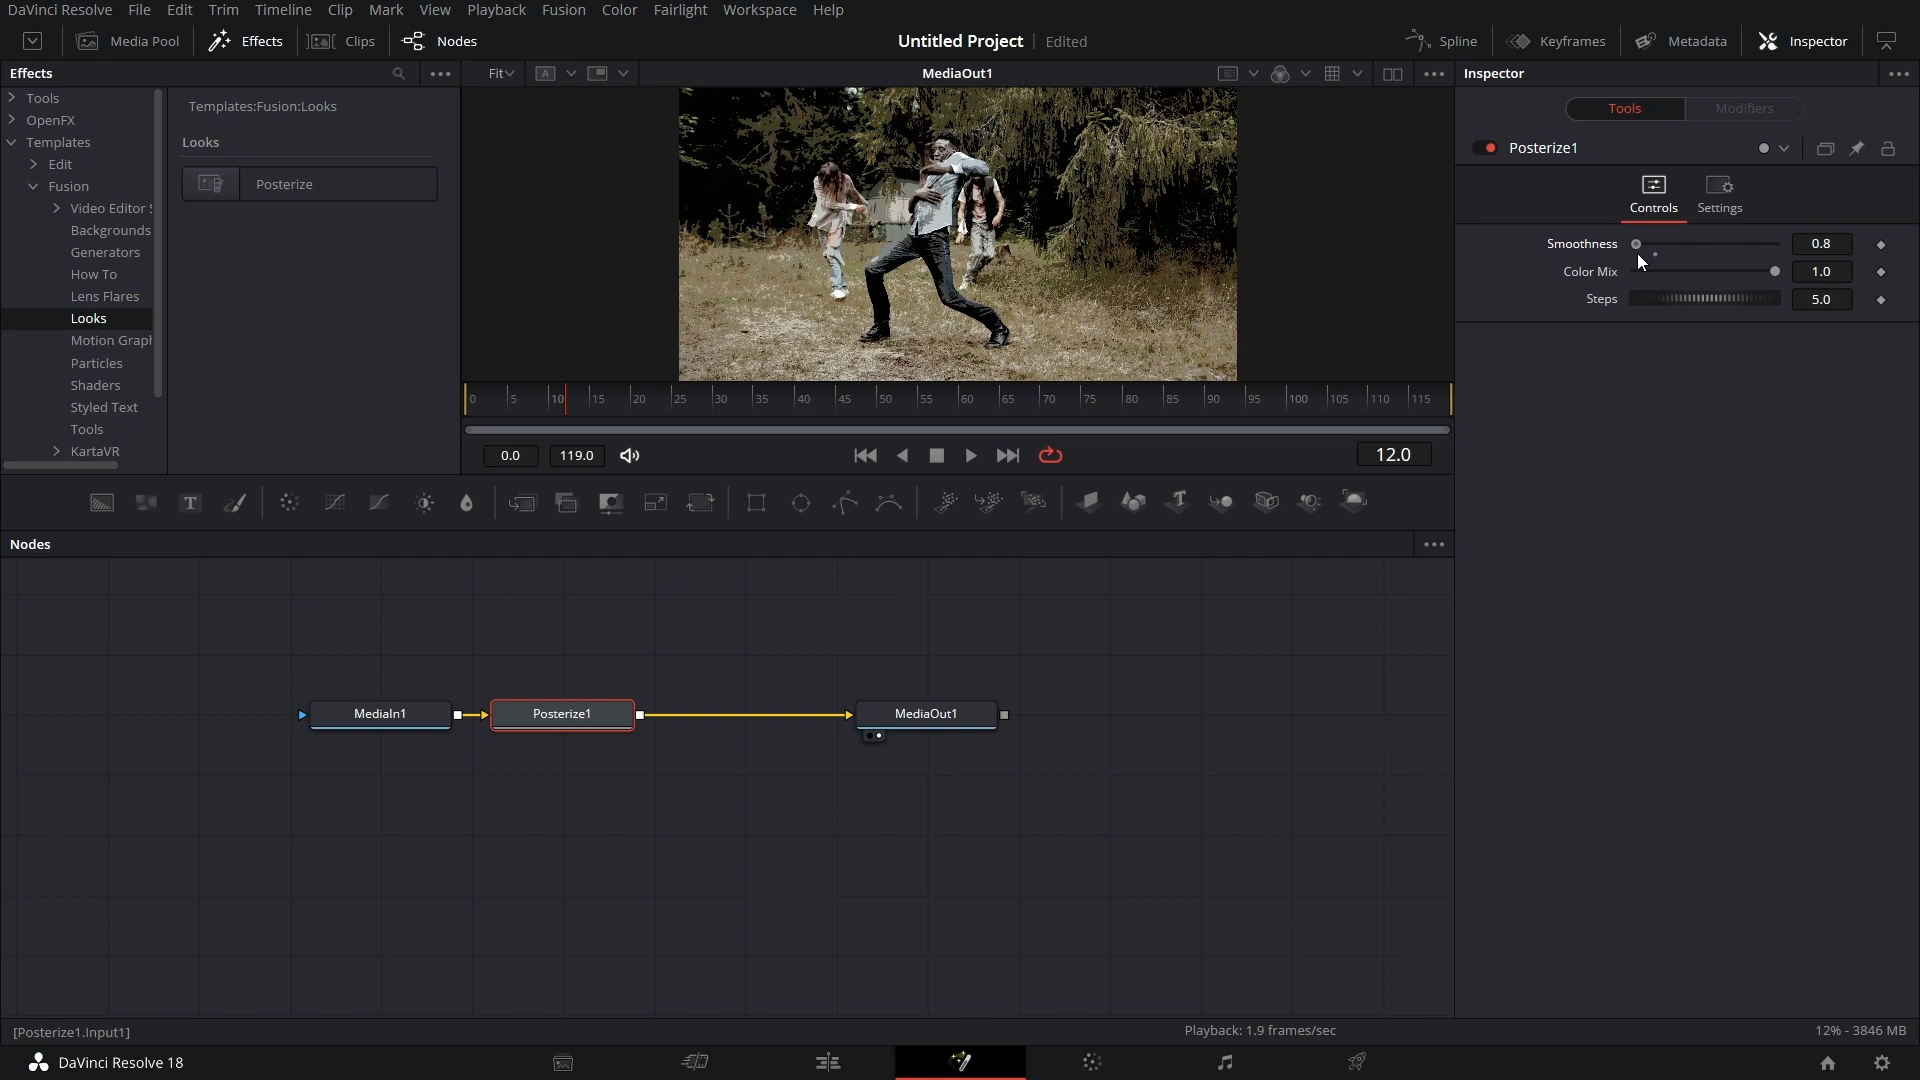 DaVinci Resolve File Edit Trim Timeline Clip Mark View Playback Fusion Color Fairlight Workspace Help
Media Pool Effects Clips Nodes Untitled Project Edited Spline Keyframes Metadata Inspector
Effects Fit A MediaOut1 Inspector
Tools
OpenFX
Templates
Edit
Fusion
Video Editor
Backgrounds
Generators
How To
Lens Flares
Looks
Motion Graph
Particles
Shaders
Styled Text
Tools
KartaVR
Templates:Fusion:Looks
Looks
Posterize
0 5 10 15 20 25 30 35 40 45 50 55 60 65 70 75 80 85 90 95 100 105 110 115
0.0 119.0 12.0
Tools Modifiers
Posterize1
Controls Settings
Smoothness 0.8
Color Mix 1.0
Steps 5.0
T T
Nodes
MediaIn1 Posterize1 MediaOut1
[Posterize1.Input1] Playback: 1.9 frames/sec 12% - 3846 MB
DaVinci Resolve 18